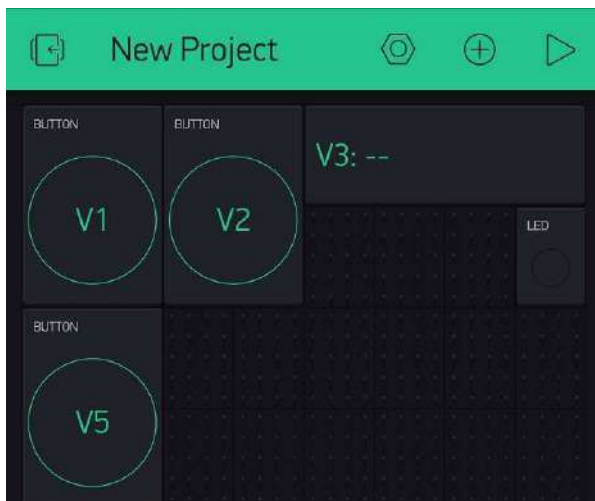 New Project
BUTTON
BUTTON
V3: --
V1
V2
LED
BUTTON
V5